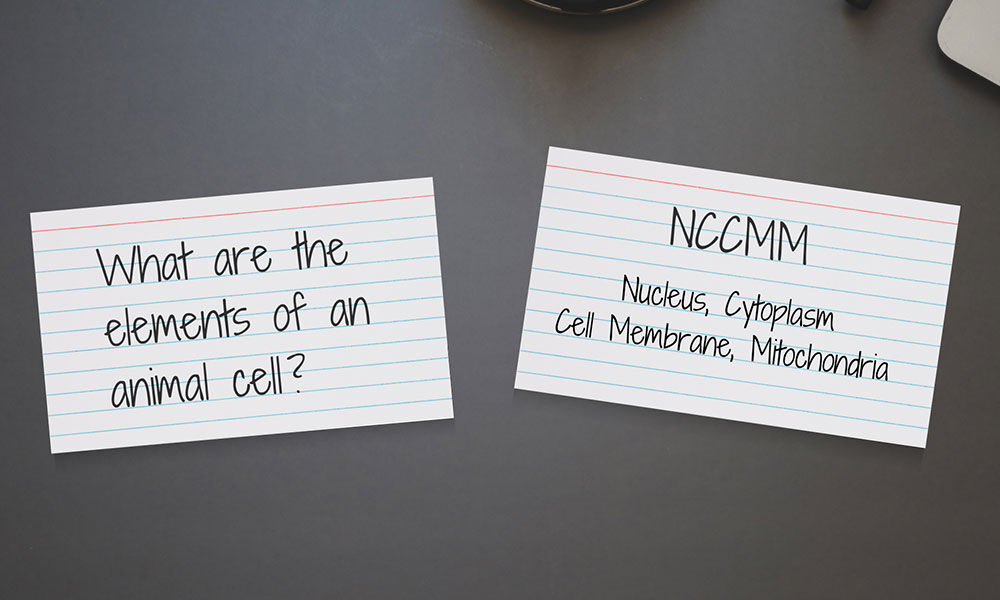 What are the
elements of an
animal cell?
NCCMM
Nucleus, Cytoplasm
Cell Membrane, Mitochondria